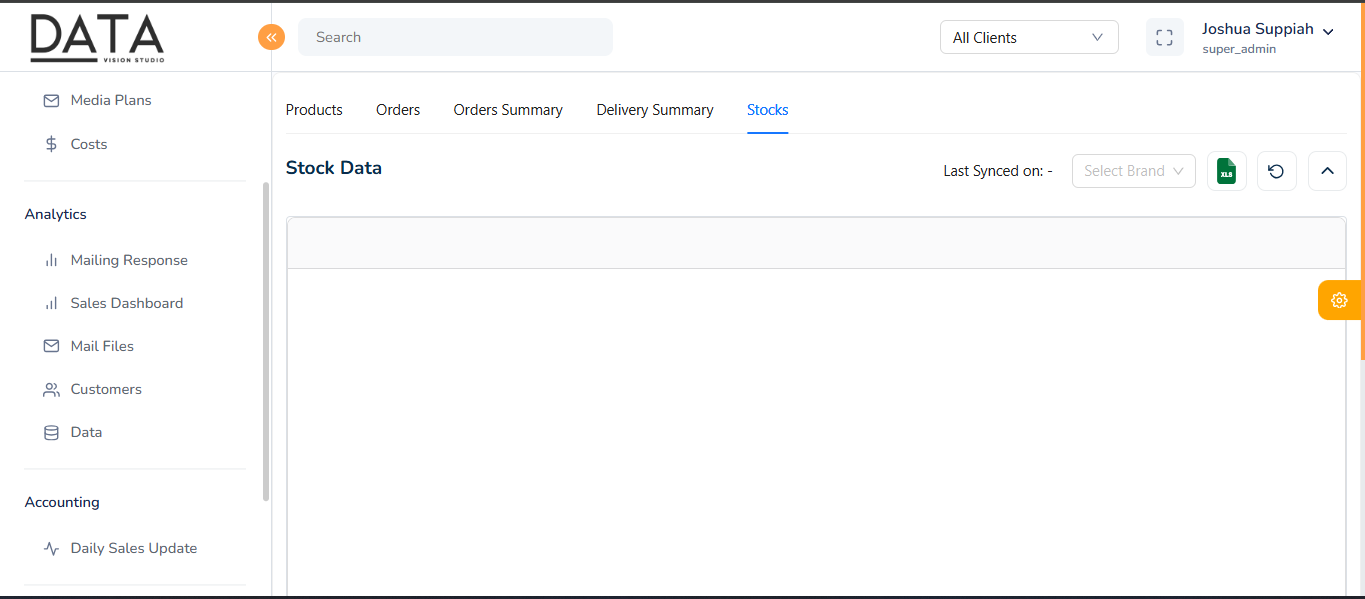 DATA
VISION STUDIO
Search
All Clients
Joshua Suppiah
super_admin
Media Plans
Costs
Analytics
Mailing Response
Sales Dashboard
Mail Files
Customers
Data
Accounting
Daily Sales Update
Products Orders Orders Summary Delivery Summary Stocks
Stock Data
Last Synced on: -
Select Brand
XLS